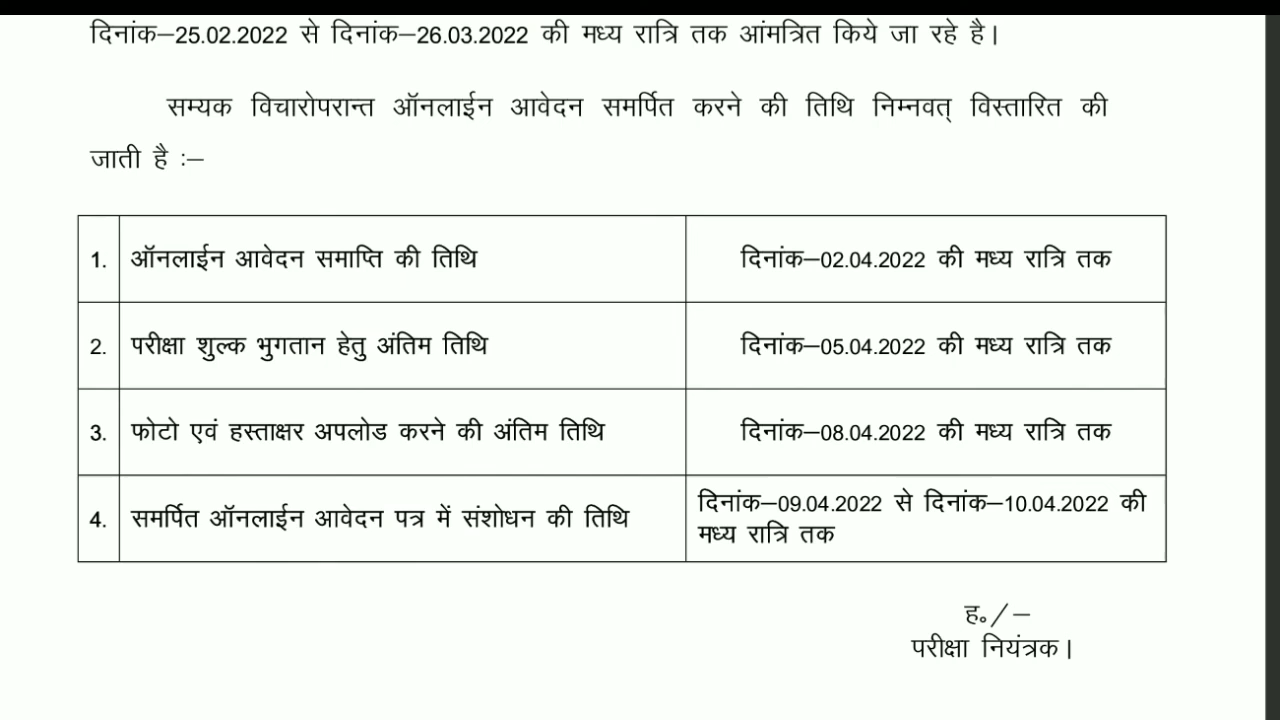 दिनांक–25.02.2022 से दिनांक–26.03.2022 की मध्य रात्रि तक आंमत्रित किये जा रहे है।
सम्यक विचारोपरान्त ऑनलाईन आवेदन समर्पित करने की तिथि निम्नवत् विस्तारित की
जाती है :–
1. ऑनलाईन आवेदन समाप्ति की तिथि दिनांक–02.04.2022 की मध्य रात्रि तक
2. परीक्षा शुल्क भुगतान हेतु अंतिम तिथि दिनांक–05.04.2022 की मध्य रात्रि तक
3. फोटो एवं हस्ताक्षर अपलोड करने की अंतिम तिथि दिनांक–08.04.2022 की मध्य रात्रि तक
4. समर्पित ऑनलाईन आवेदन पत्र में संशोधन की तिथि दिनांक–09.04.2022 से दिनांक–10.04.2022 की
मध्य रात्रि तक
ह॰/–
परीक्षा नियंत्रक।